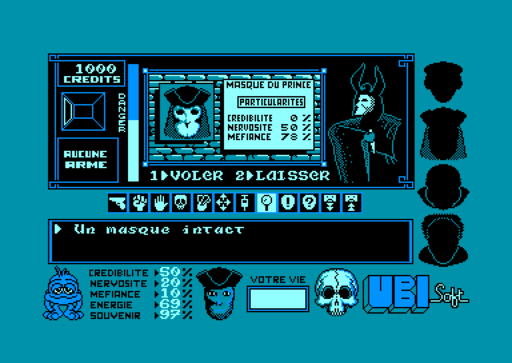 1000
CREDITS
DANGER
AUCUNE
ARME
MASQUE DU PRINCE
PARTICULARITES
CREDIBILITE 0 %
NERVOSITE 50 %
MEFIANCE 78 %
1▶VOLER 2▶LAISSER
▶ Un masque intact
CREDIBILITE ▶50%
NERVOSITE ▶20%
MEFIANCE ▶10%
ENERGIE ▶69%
SOUVENIR ▶97%
VOTRE VIE
UBI Soft